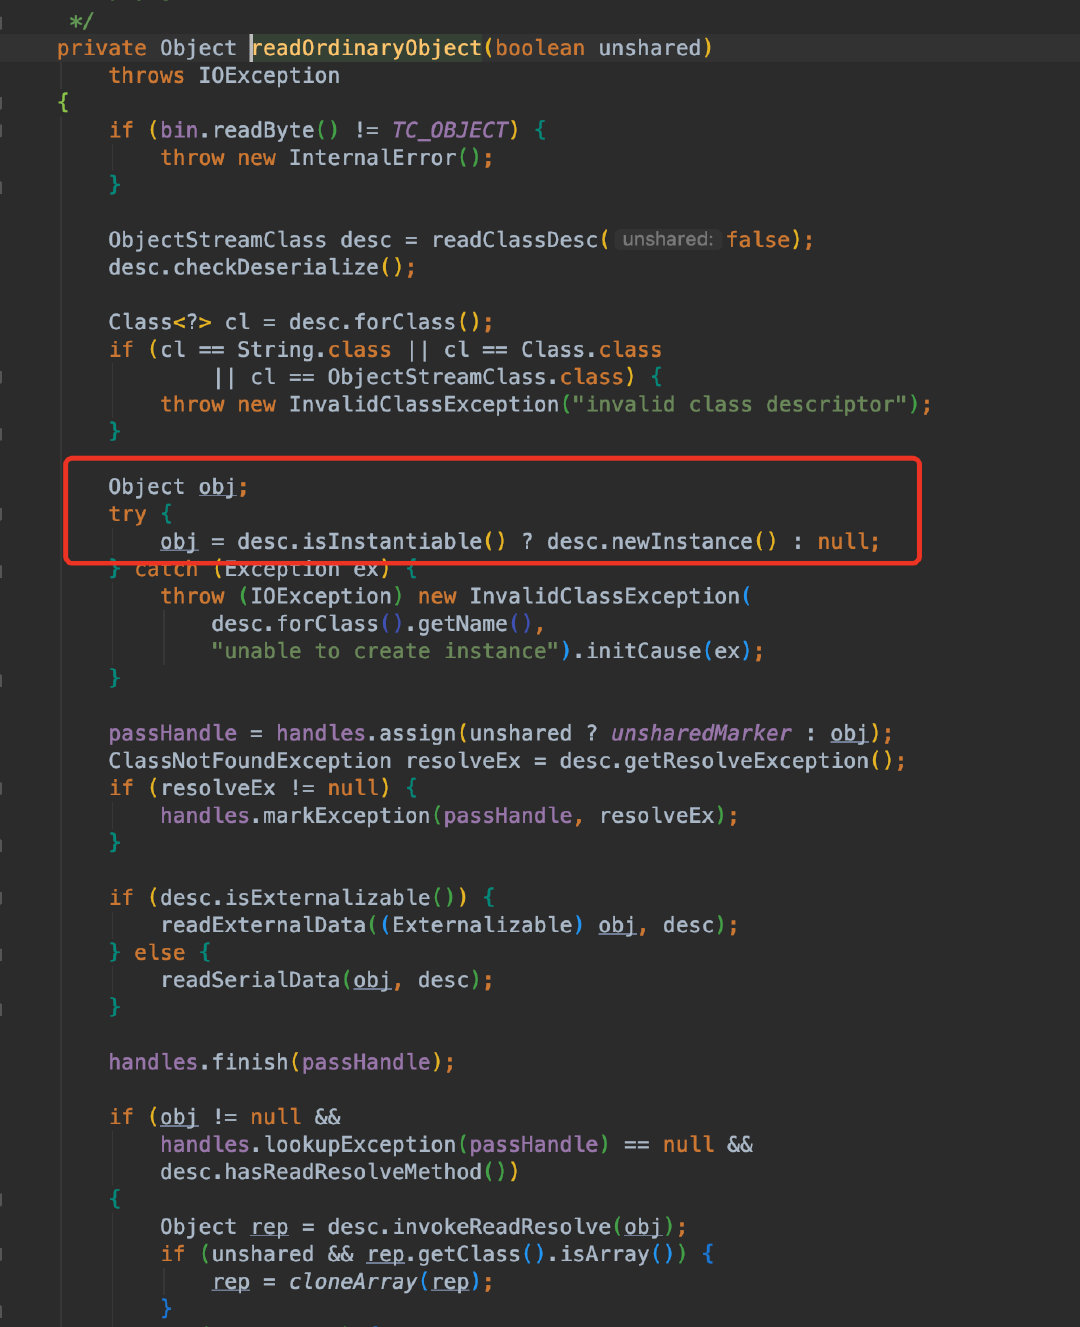 */
private Object readOrdinaryObject(boolean unshared)
throws IOException
{
if (bin.readByte() != TC_OBJECT) {
throw new InternalError();
}
ObjectStreamClass desc = readClassDesc( unshared: false);
desc.checkDeserialize();
Class<?> cl = desc.forClass();
if (cl == String.class || cl == Class.class
|| cl == ObjectStreamClass.class) {
throw new InvalidClassException("invalid class descriptor");
}
Object obj;
try {
obj = desc.isInstantiable() ? desc.newInstance() : null;
} catch (Exception ex) {
throw (IOException) new InvalidClassException(
desc.forClass().getName(),
"unable to create instance").initCause(ex);
}
passHandle = handles.assign(unshared ? unsharedMarker : obj);
ClassNotFoundException resolveEx = desc.getResolveException();
if (resolveEx != null) {
handles.markException(passHandle, resolveEx);
}
if (desc.isExternalizable()) {
readExternalData((Externalizable) obj, desc);
} else {
readSerialData(obj, desc);
}
handles.finish(passHandle);
if (obj != null &&
handles.lookupException(passHandle) == null &&
desc.hasReadResolveMethod())
{
Object rep = desc.invokeReadResolve(obj);
if (unshared && rep.getClass().isArray()) {
rep = cloneArray(rep);
}